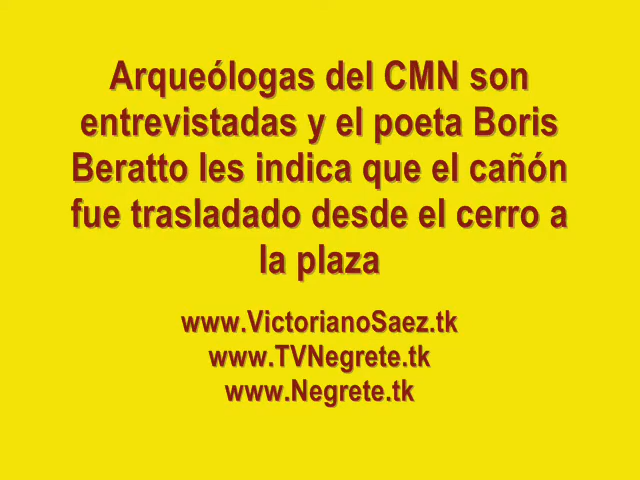 Arqueólogas del CMN son
entrevistadas y el poeta Boris
Beratto les indica que el cañón
fue trasladado desde el cerro a
la plaza
www.VictorianoSaez.tk
www.TVNegrete.tk
www.Negrete.tk